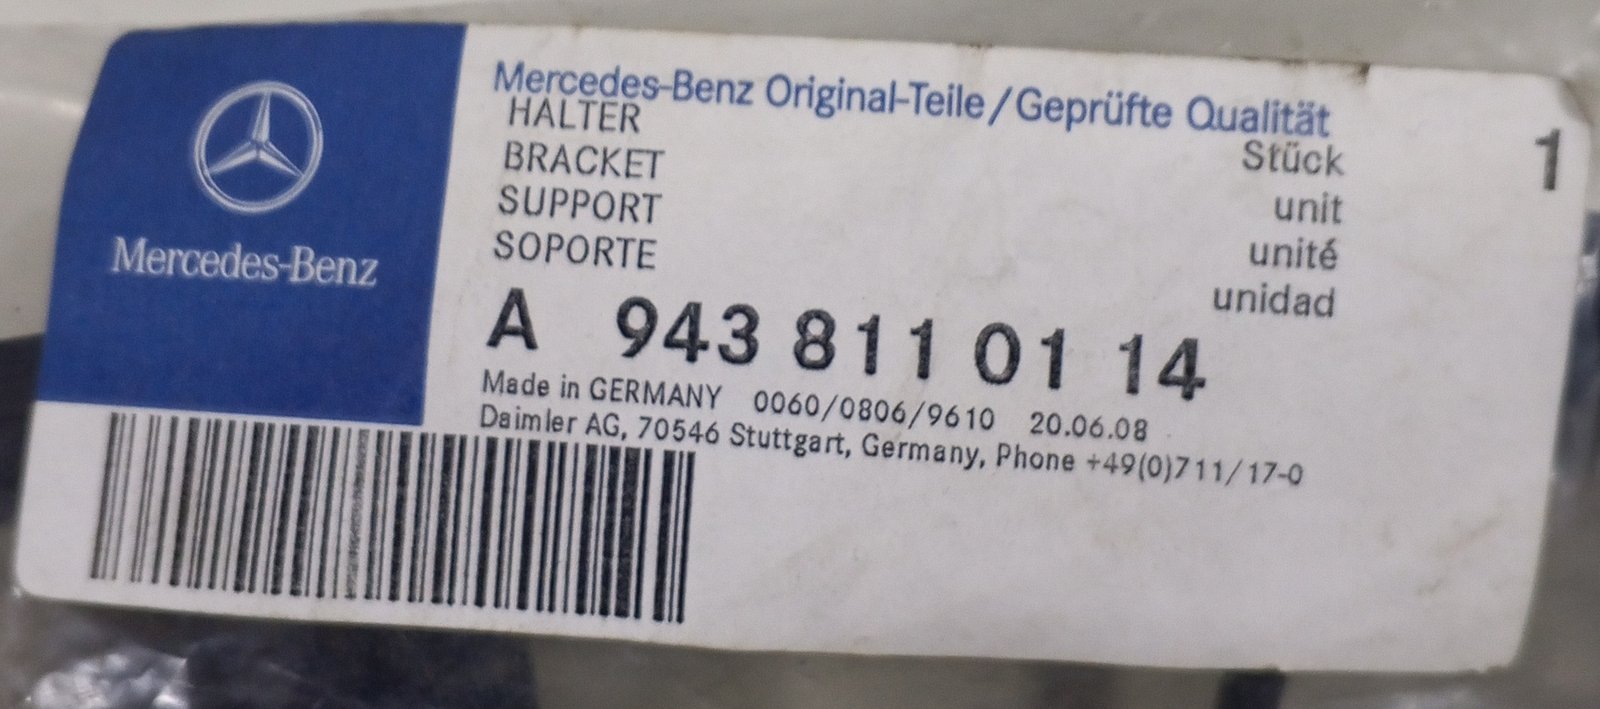 Mercedes-Benz
Mercedes-Benz Original-Teile/Geprüfte Qualität
HALTER
BRACKET
SUPPORT
SOPORTE
Stück 1
unit
unité
unidad
A 943 811 01 14
Made in GERMANY 0060/0806/9610 20.06.08
Daimler AG, 70546 Stuttgart, Germany, Phone +49(0)711/17-0